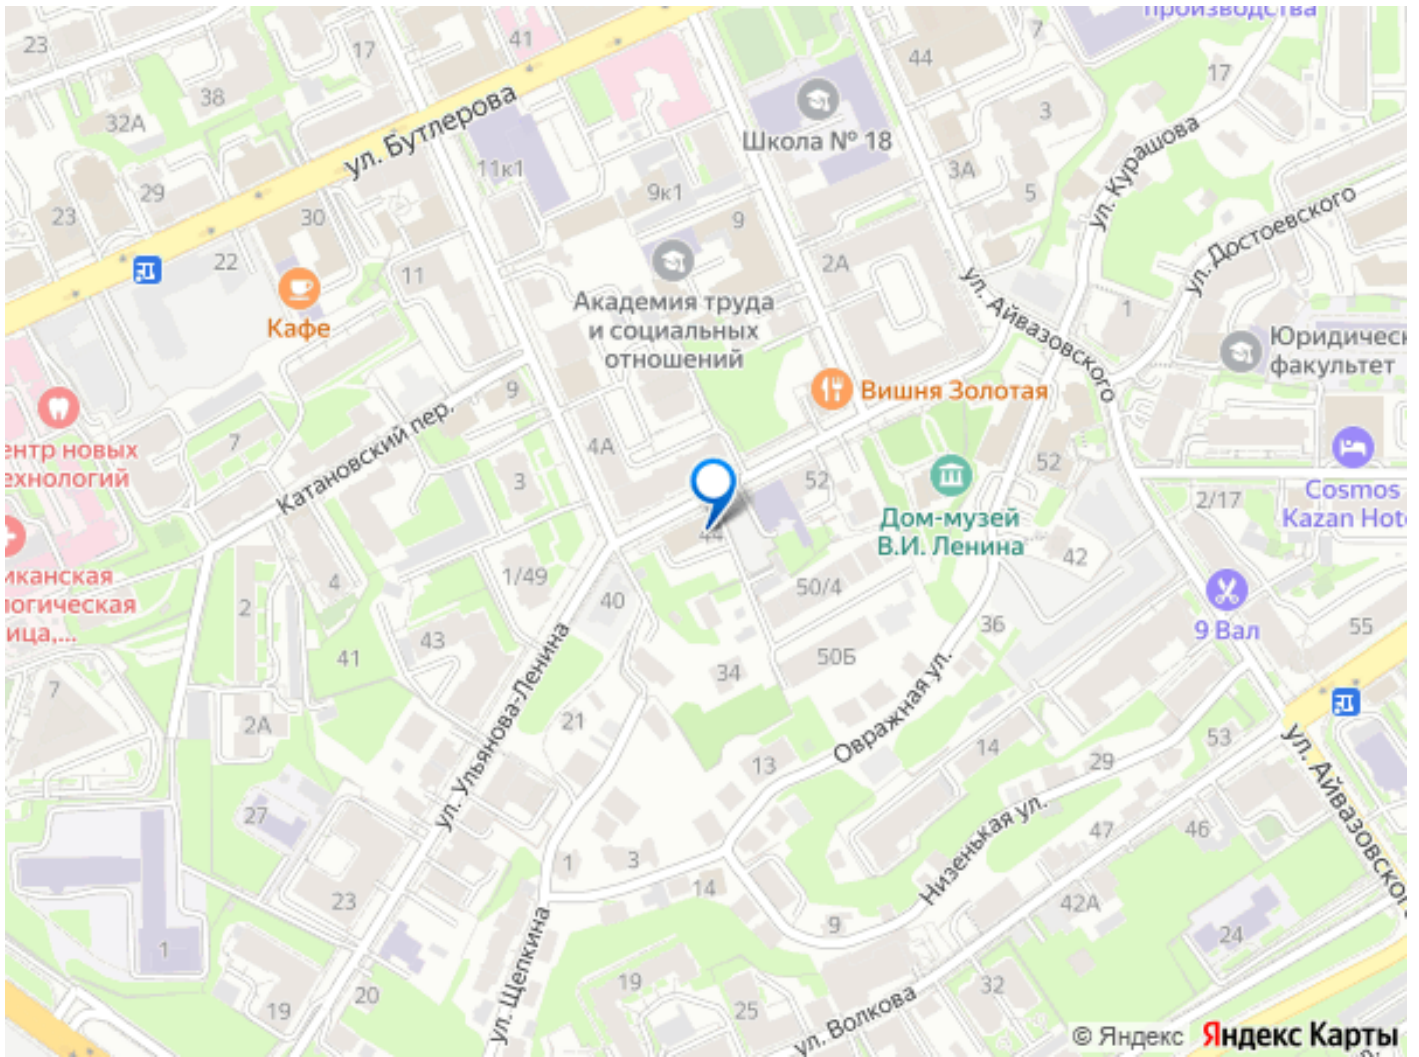 производства
23
17
41
44
7
17
38
3
32А
ул. Бутлерова
Школа № 18
ул. Курашова
11к1
3А
29
9к1
5
23
30
9
ул. Достоевского
22
11
2А
Кафе
Академия труда
и социальных
отношений
ул. Айвазовского
1
Юридическ
факультет
9
Вишня Золотая
Катановский пер.
ентр новых
ехнологий
7
4А
3
52
52
Дом-музей
В.И. Ленина
2/17
Cosmos
Kazan Hote
44
42
иканская
логическая
ица,...
4
1/49
50/4
2
40
36
9 Вал
55
43
41
50Б
34
7
2А
21
ул. Ульянова-Ленина
Овражная ул.
13
14
29
53
ул. Айвазовского
27
Низенькая ул.
47
46
1
3
14
23
42А
9
24
1
ул. Щепкина
19
20
19
25
32
ул. Волкова
© Яндекс Яндекс Карты